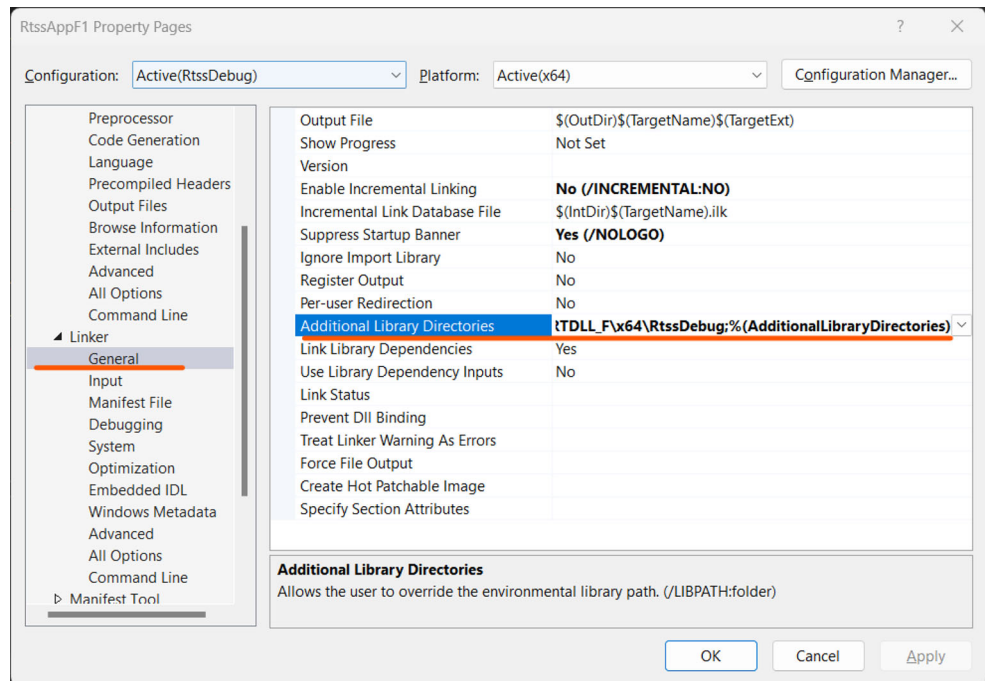 RtssAppF1 Property Pages
? ×
Configuration: Active(RtssDebug) Platform: Active(x64) Configuration Manager...
Preprocessor
Code Generation
Language
Precompiled Headers
Output Files
Browse Information
External Includes
Advanced
All Options
Command Line
Linker
General
Input
Manifest File
Debugging
System
Optimization
Embedded IDL
Windows Metadata
Advanced
All Options
Command Line
Manifest Tool
Output File $(OutDir)$(TargetName)$(TargetExt)
Show Progress Not Set
Version
Enable Incremental Linking No (/INCREMENTAL:NO)
Incremental Link Database File $(IntDir)$(TargetName).ilk
Suppress Startup Banner Yes (/NOLOGO)
Ignore Import Library No
Register Output No
Per-user Redirection No
Additional Library Directories RTDLL_F\x64\RtssDebug;%(AdditionalLibraryDirectories)
Link Library Dependencies Yes
Use Library Dependency Inputs No
Link Status
Prevent Dll Binding
Treat Linker Warning As Errors
Force File Output
Create Hot Patchable Image
Specify Section Attributes
Additional Library Directories
Allows the user to override the environmental library path. (/LIBPATH:folder)
OK Cancel Apply